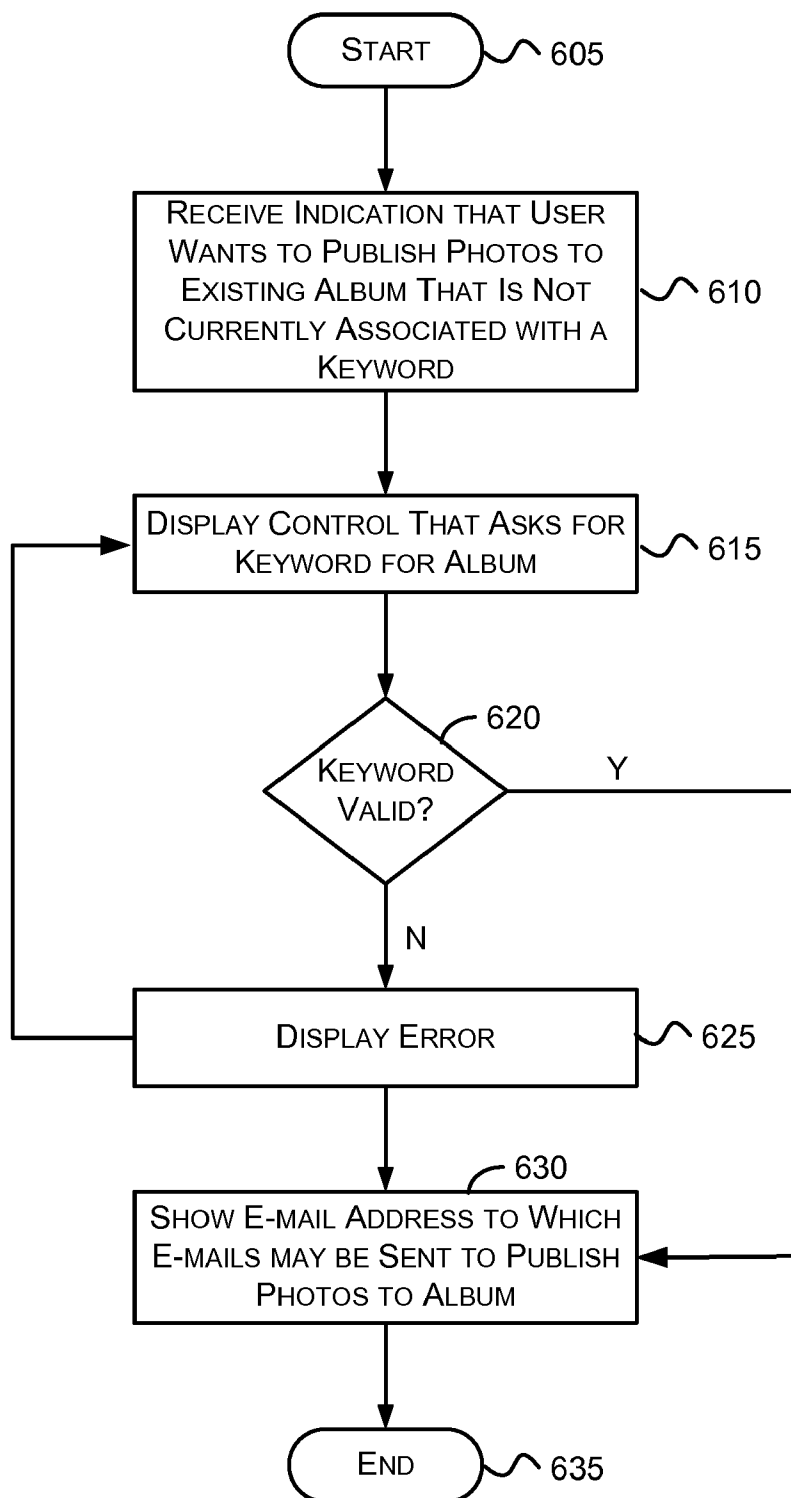 START
605
RECEIVE INDICATION THAT USER
WANTS TO PUBLISH PHOTOS TO
EXISTING ALBUM THAT IS NOT
CURRENTLY ASSOCIATED WITH A
KEYWORD
610
DISPLAY CONTROL THAT ASKS FOR
KEYWORD FOR ALBUM
615
620
KEYWORD
VALID?
Y
N
DISPLAY ERROR
625
630
SHOW E-MAIL ADDRESS TO WHICH
E-MAILS MAY BE SENT TO PUBLISH
PHOTOS TO ALBUM
END
635